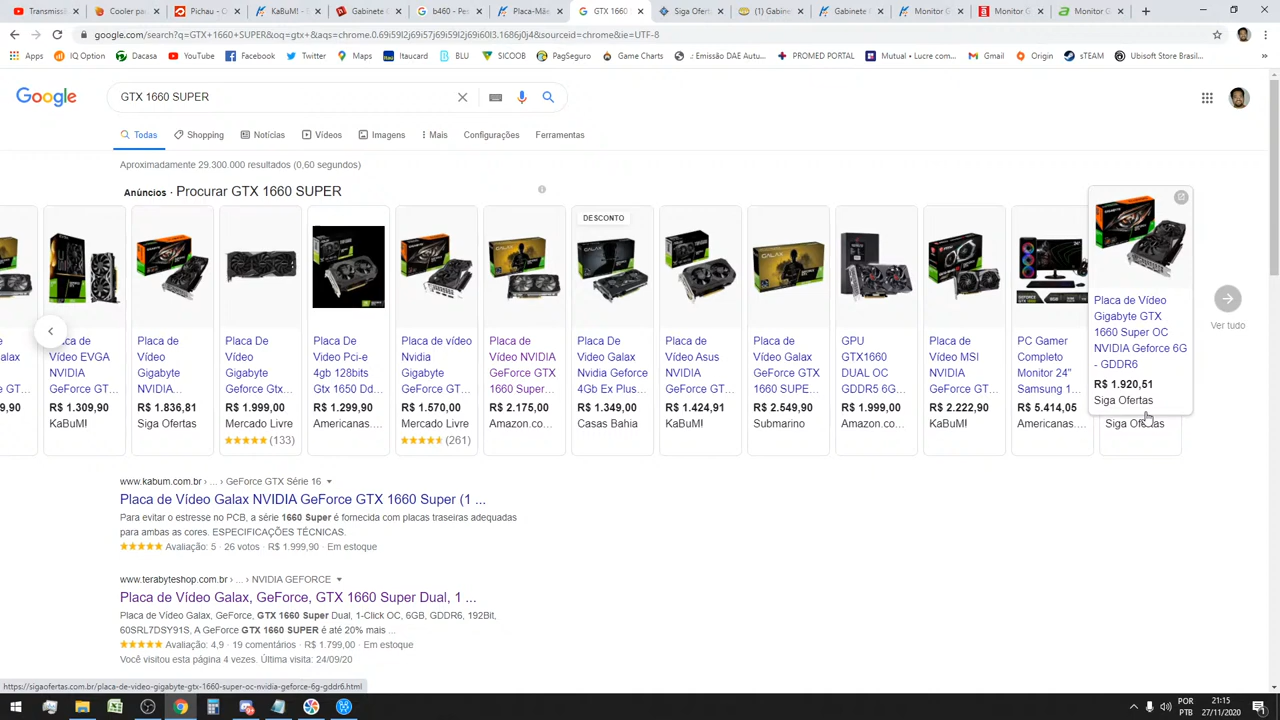 Transmiss
Cooler pa
Pichau - C
KaBuM! -
Gabinete
b460 - Pes
Placa-Mãe
GTX 1660
Siga Oferta
(1) Gabine
Gabinete
Monitor G
Monitor G
Monitor G
google.com/search?q=GTX+1660+SUPER&oq=gtx+&aqs=chrome.0.69i59l2j69i57j69i61l2j69i60l3.3686j0j4&sourceid=chrome&ie=UTF-8
Apps IQ Option Dacasa YouTube Facebook Twitter Maps Itaucard BLU SICOOB PagSeguro Game Charts .: Emissão DAE Auto... PROMED PORTAL Mutual • Lucre com... Gmail Origin sTEAM Ubisoft Store Brasil...
Google
GTX 1660 SUPER
Todas Shopping Notícias Vídeos Imagens Mais Configurações Ferramentas
Aproximadamente 29.300.000 resultados (0,60 segundos)
Anúncios · Procurar GTX 1660 SUPER
alax
GT...
9,90
Placa de
Vídeo EVGA
NVIDIA
GeForce GT...
R$ 1.309,90
KaBuM!
Placa de
Vídeo
Gigabyte
NVIDIA...
R$ 1.836,81
Siga Ofertas
Placa De
Vídeo
Gigabyte
Geforce Gtx...
R$ 1.999,00
Mercado Livre
(133)
Placa De
Video Pci-e
4gb 128bits
Gtx 1650 Dd...
R$ 1.299,90
Americanas....
Placa de vídeo
Nvidia
Gigabyte
GeForce GT...
R$ 1.570,00
Mercado Livre
(261)
Placa de
Vídeo NVIDIA
GeForce GTX
1660 Super...
R$ 2.175,00
Amazon.co...
DESCONTO
Placa De
Video Galax
Nvidia Geforce
4Gb Ex Plus...
R$ 1.349,00
Casas Bahia
Placa de
Vídeo Asus
NVIDIA
GeForce GT...
R$ 1.424,91
KaBuM!
Placa de
Vídeo Galax
GeForce GTX
1660 SUPE...
R$ 2.549,90
Submarino
GPU
GTX1660
DUAL OC
GDDR5 6G...
R$ 1.999,00
Amazon.co...
Placa de
Vídeo MSI
NVIDIA
GeForce GT...
R$ 2.222,90
KaBuM!
PC Gamer
Completo
Monitor 24"
Samsung 1...
R$ 5.414,05
Americanas....
Placa de Vídeo
Gigabyte GTX
1660 Super OC
NVIDIA Geforce 6G
- GDDR6
R$ 1.920,51
Siga Ofertas
Siga Ofertas
Ver tudo
www.kabum.com.br › ... › GeForce GTX Série 16
Placa de Vídeo Galax NVIDIA GeForce GTX 1660 Super (1 ...
Para evitar o estresse no PC, a série 1660 Super é fornecida com placas traseiras adequadas
para ambas as cores. ESPECIFICAÇÕES TÉCNICAS.
Avaliação: 5 · 26 votos · R$ 1.999,90 · Em estoque
www.terabyteshop.com.br › ... › NVIDIA GEFORCE
Placa de Vídeo Galax, GeForce, GTX 1660 Super Dual, 1 ...
Placa de Vídeo Galax, GeForce, GTX 1660 Super Dual, 1-Click OC, 6GB, GDDR6, 192Bit,
60SRL7DSY91S, A GeForce GTX 1660 SUPER é até 20% mais ...
Avaliação: 4,9 · 19 comentários · R$ 1.799,00 · Em estoque
Você visitou esta página 4 vezes. Última visita: 24/09/20
https://sigaofertas.com.br/placa-de-video-gigabyte-gtx-1660-super-oc-nvidia-geforce-6g-gddr6.html
POR
PTB
21:15
27/11/2020
1